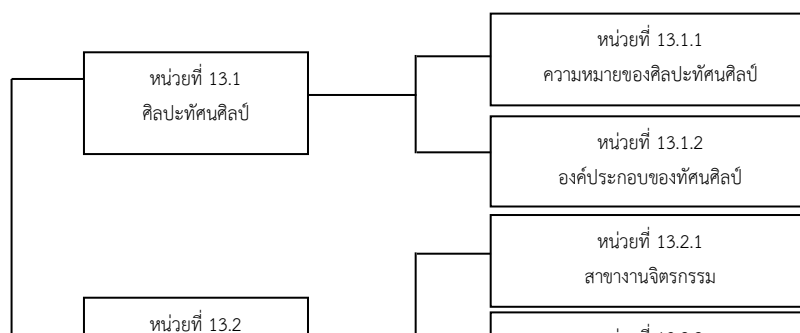 หน่วยที่ 13.1
ศิลปะทัศนศิลป์
หน่วยที่ 13.1.1
ความหมายของศิลปะทัศนศิลป์
หน่วยที่ 13.1.2
องค์ประกอบของทัศนศิลป์
หน่วยที่ 13.2.1
สาขางานจิตรกรรม
หน่วยที่ 13.2